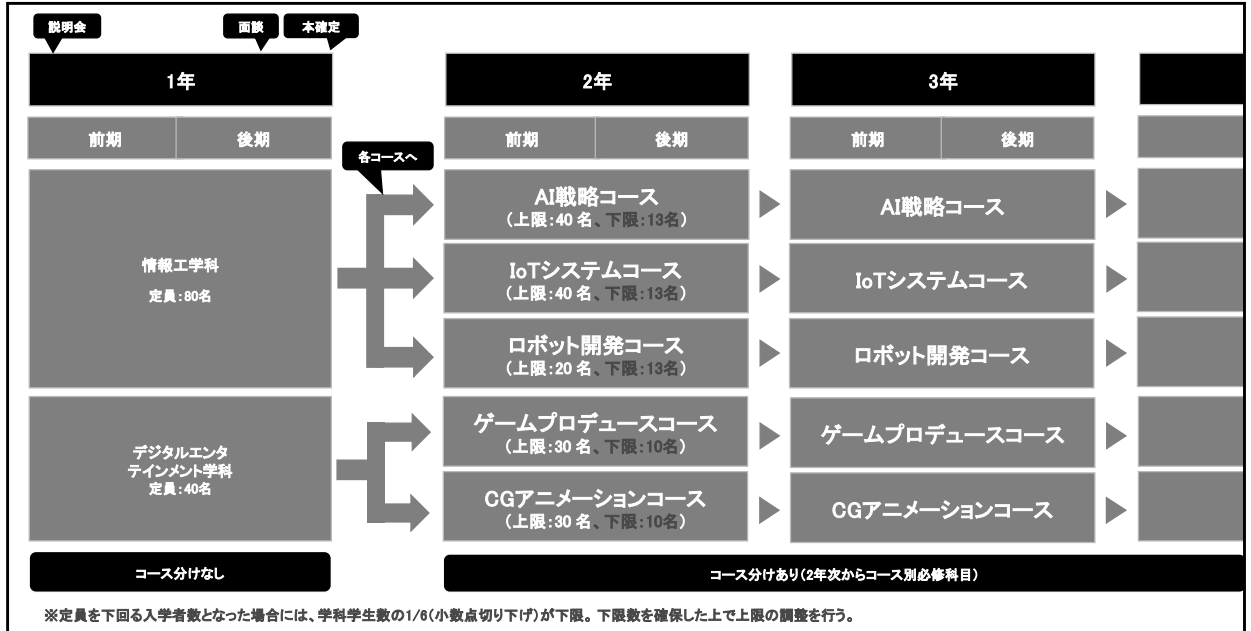 説明会
面談
本確定
1年
2年
3年
前期
後期
前期
後期
前期
後期
各コースへ
情報工学科
定員:80名
AI戦略コース
(上限:40 名、下限:13名)
AI戦略コース
IoTシステムコース
(上限:40 名、下限:13名)
IoTシステムコース
ロボット開発コース
(上限:20 名、下限:13名)
ロボット開発コース
デジタルエンタ
テインメント学科
定員:40名
ゲームプロデュースコース
(上限:30 名、下限:10名)
ゲームプロデュースコース
CGアニメーションコース
(上限:30 名、下限:10名)
CGアニメーションコース
コース分けなし
コース分けあり(2年次からコース別必修科目)
※定員を下回る入学者数となった場合には、学科学生数の1/6(小数点切り下げ)が下限。下限数を確保した上で上限の調整を行う。